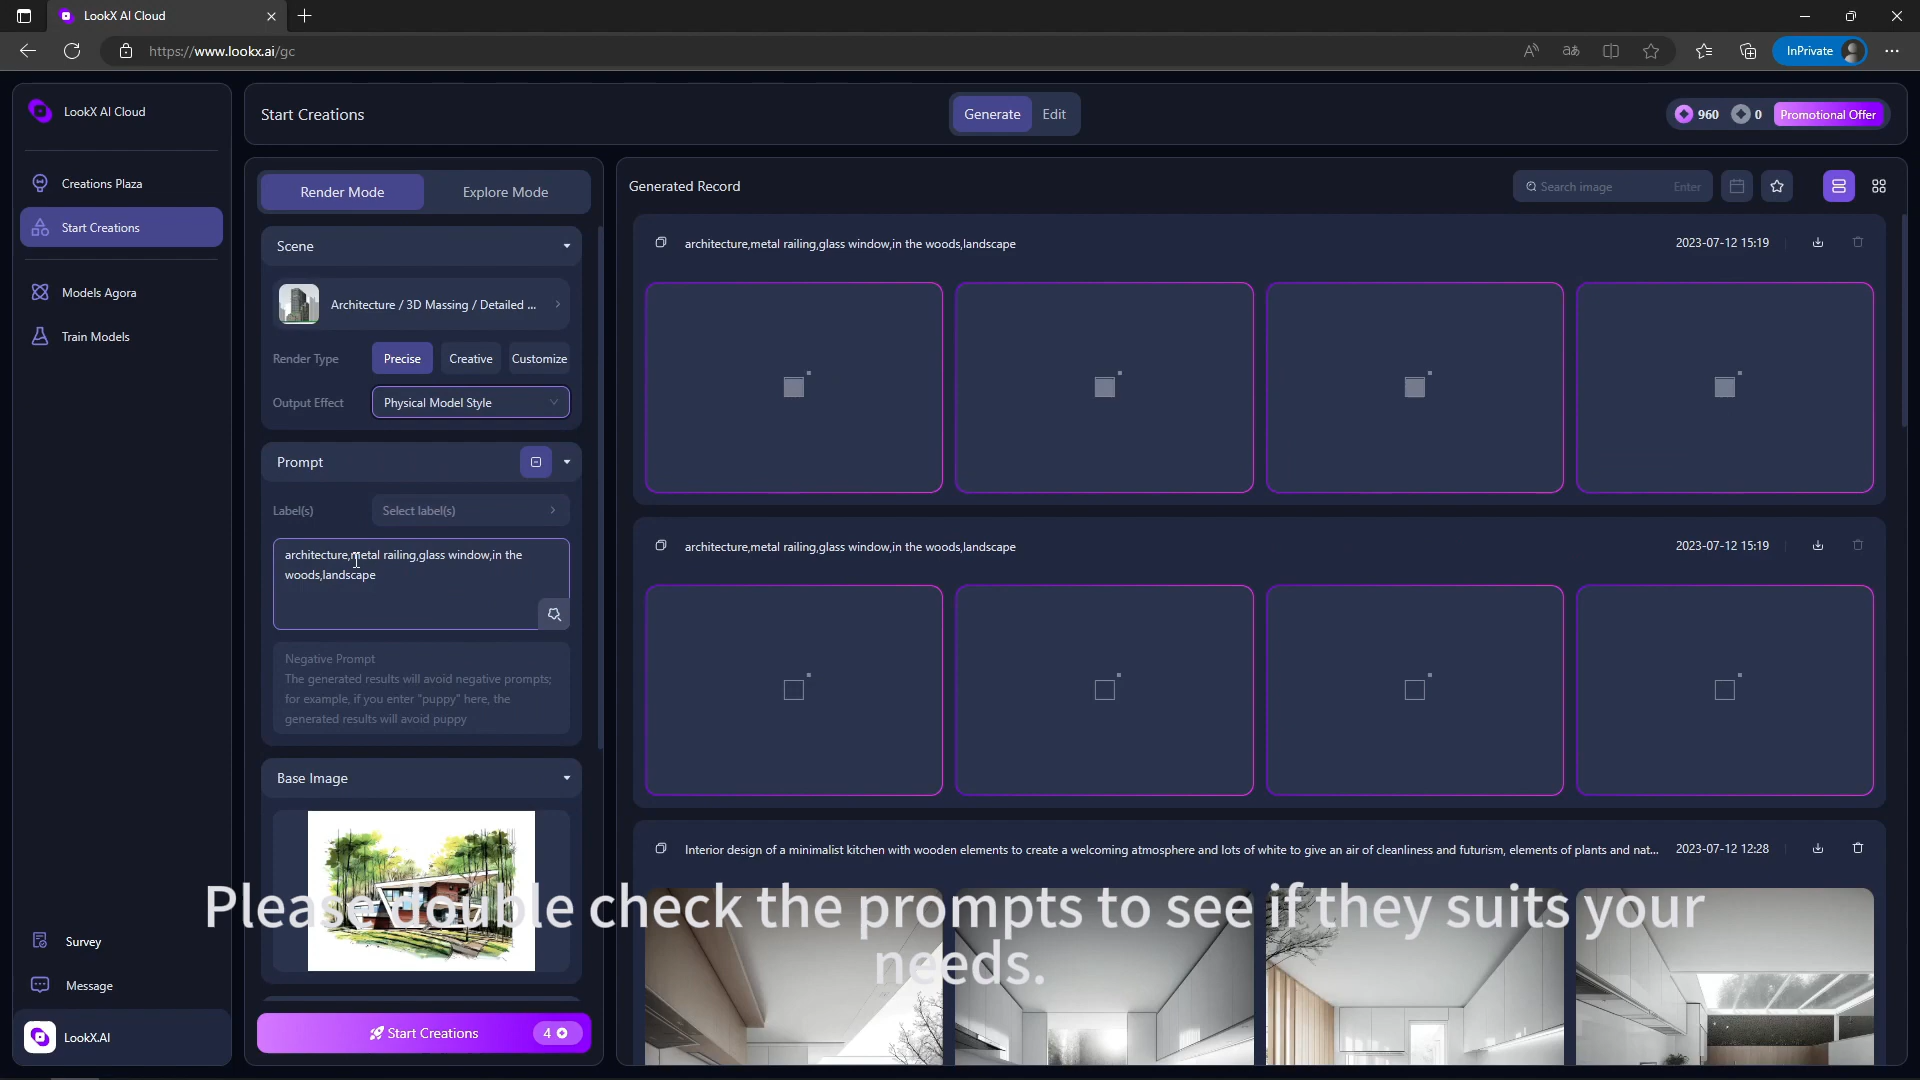 LookX AI Cloud
https://www.lookx.ai/gc
InPrivate
LookX AI Cloud
Start Creations
Generate
Edit
960
0
Promotional Offer
Creations Plaza
Start Creations
Models Agora
Train Models
Render Mode
Explore Mode
Scene
Architecture / 3D Massing / Detailed ...
Render Type
Precise
Creative
Customize
Output Effect
Physical Model Style
Prompt
Label(s)
Select label(s)
architecture,metal railing,glass window,in the
woods,landscape
Negative Prompt
The generated results will avoid negative prompts;
for example, if you enter "puppy" here, the
generated results will avoid puppy
Base Image
Start Creations
4
Generated Record
Search image
Enter
architecture,metal railing,glass window,in the woods,landscape
2023-07-12 15:19
architecture,metal railing,glass window,in the woods,landscape
2023-07-12 15:19
Interior design of a minimalist kitchen with wooden elements to create a welcoming atmosphere and lots of white to give an air of cleanliness and futurism, elements of plants and nat...
2023-07-12 12:28
Please double check the prompts to see if they suits your
needs.
Survey
Message
LookX.AI